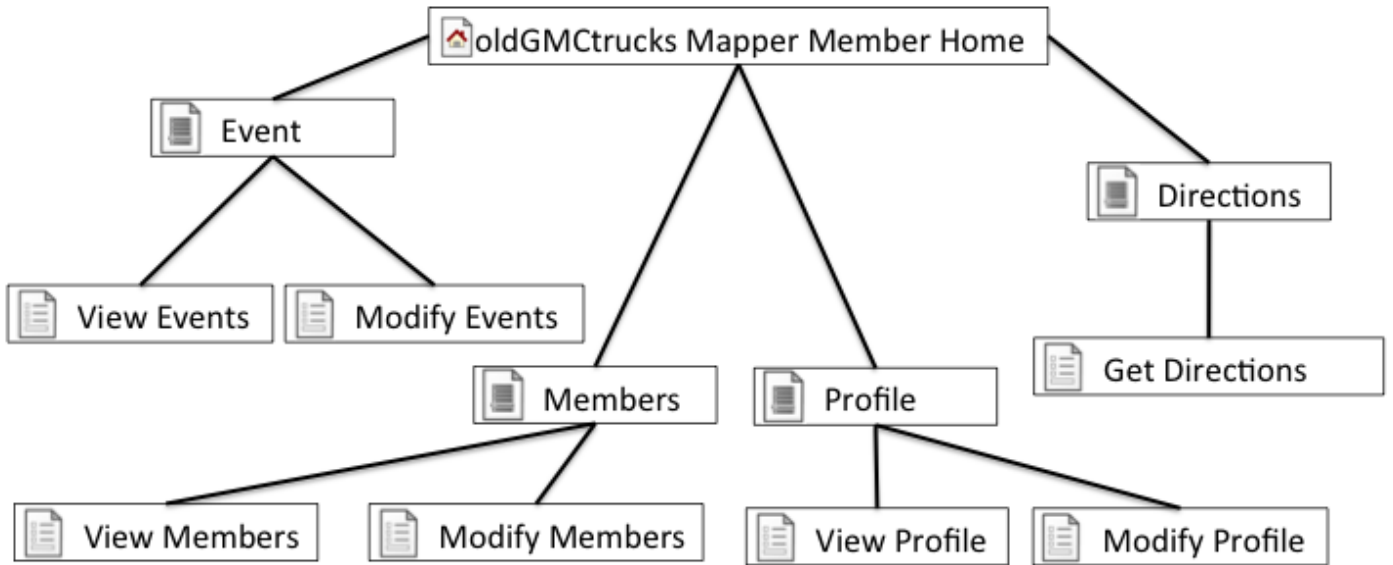 oldGMCtrucks Mapper Member Home
Event
Directions
View Events
Modify Events
Get Directions
Members
Profile
View Members
Modify Members
View Profile
Modify Profile